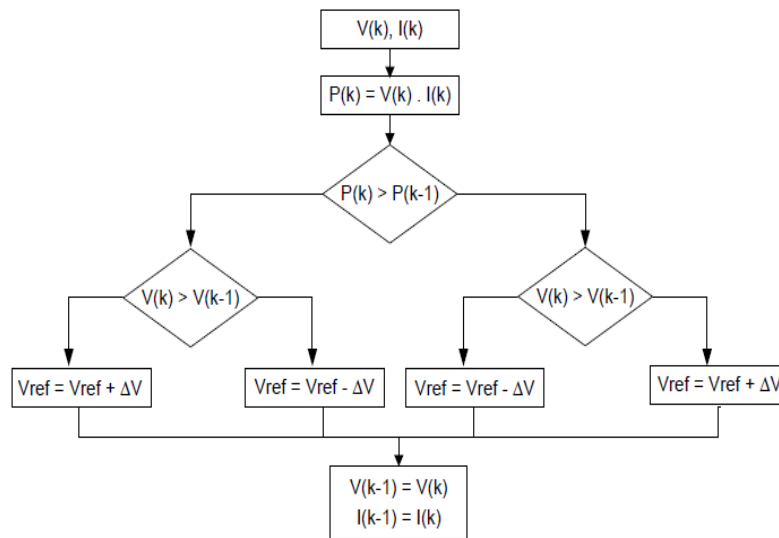 V(k), I(k)
P(k) = V(k) . I(k)
P(k) > P(k-1)
V(k) > V(k-1)
V(k) > V(k-1)
Vref = Vref + ΔV
Vref = Vref - ΔV
Vref = Vref - ΔV
Vref = Vref + ΔV
V(k-1) = V(k)
I(k-1) = I(k)